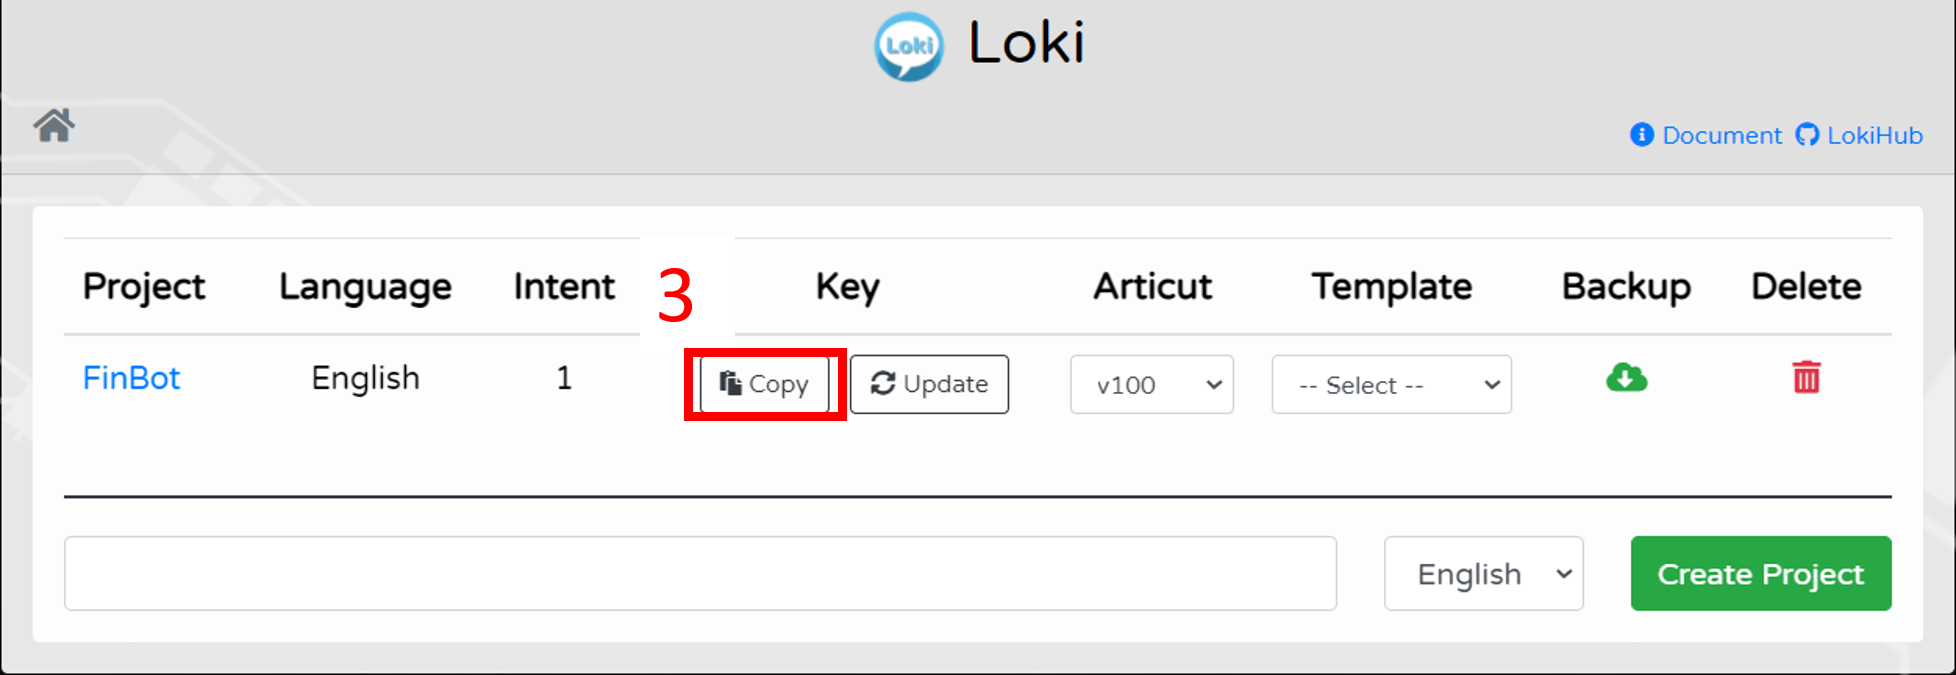 Loki Loki
Document LokiHub
Project Language Intent 3 Key Articut Template Backup Delete
FinBot English 1 Copy Update v100 -- Select --
English Create Project